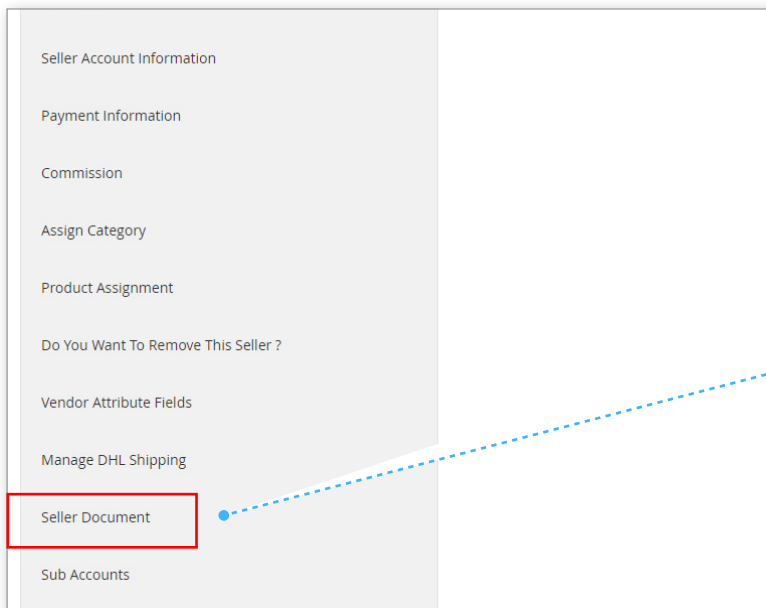 Seller Account Information
Payment Information
Commission
Assign Category
Product Assignment
Do You Want To Remove This Seller ?
Vendor Attribute Fields
Manage DHL Shipping
Seller Document
Sub Accounts